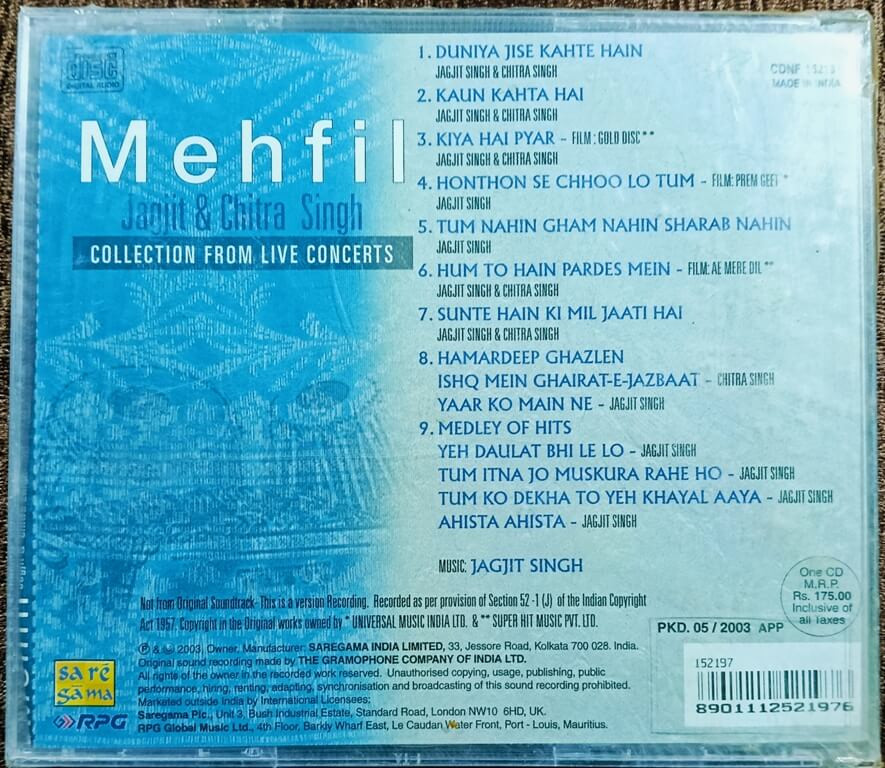 disc
DIGITAL AUDIO
Mehfil
Jagjit & Chitra Singh
COLLECTION FROM LIVE CONCERTS
CDNF
MADE IN INDIA
1. DUNIYA JISE KAHTE HAIN
JAGJIT SINGH & CHITRA SINGH
2. KAUN KAHTA HAI
JAGJIT SINGH & CHITRA SINGH
3. KIYA HAI PYAR - FILM : GOLD DISC**
JAGJIT SINGH & CHITRA SINGH
4. HONTHON SE CHHOO LO TUM - FILM: PREM GEET *
JAGJIT SINGH
5. TUM NAHIN GHAM NAHIN SHARAB NAHIN
JAGJIT SINGH
6. HUM TO HAIN PARDES MEIN - FILM: AE MERE DIL **
JAGJIT SINGH & CHITRA SINGH
7. SUNTE HAIN KI MIL JAATI HAI
JAGJIT SINGH & CHITRA SINGH
8. HAMARDEEP GHAZLEN
ISHQ MEIN GHAIRAT-E-JAZBAAT - CHITRA SINGH
YAAR KO MAIN NE - JAGJIT SINGH
9. MEDLEY OF HITS
YEH DAULAT BHI LE LO - JAGJIT SINGH
TUM ITNA JO MUSKURA RAHE HO - JAGJIT SINGH
TUM KO DEKHA TO YEH KHAYAL AAYA - JAGJIT SINGH
AHISTA AHISTA - JAGJIT SINGH
MUSIC: JAGJIT SINGH
One CD
M.R.P.
Rs. 175.00
Inclusive of
all Taxes
Not from Original Soundtrack- This is a version Recording. Recorded as per provision of Section 52 -1 (J) of the Indian Copyright
Act 1957. Copyright in the Original works owned by * UNIVERSAL MUSIC INDIA LTD. & ** SUPER HIT MUSIC PVT. LTD.
PKD. 05 / 2003 APP
℗ & © 2003, Owner, Manufacturer: SAREGAMA INDIA LIMITED, 33, Jessore Road, Kolkata 700 028. India.
Original sound recording made by THE GRAMOPHONE COMPANY OF INDIA LTD.
All rights of the owner in the recorded work reserved. Unauthorised copying, usage, publishing, public
performance, hiring, renting, adapting, synchronisation and broadcasting of this sound recording prohibited.
Marketed outside India by International Licensees:
Saregama Plc., Unit 3, Bush Industrial Estate, Standard Road, London NW10 6HD, UK.
RPG Global Music Ltd., 4th Floor, Barkly Wharf East, Le Caudan Water Front, Port - Louis, Mauritius.
sa ré
ga ma
RPG
152197
8901112521976